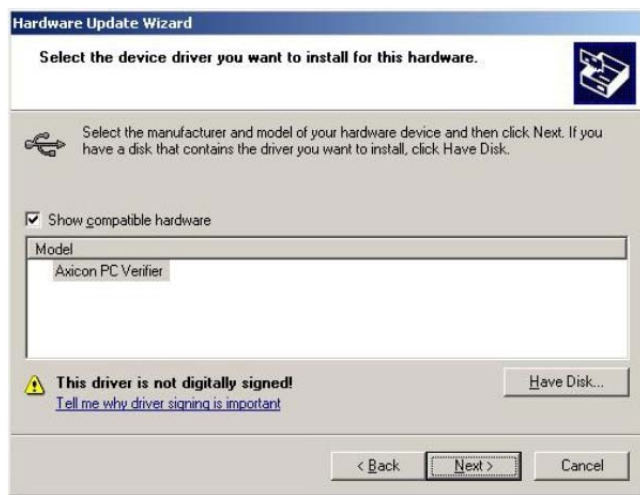 Hardware Update Wizard
Select the device driver you want to install for this hardware.
Select the manufacturer and model of your hardware device and then click Next. If you
have a disk that contains the driver you want to install, click Have Disk.
Show compatible hardware
Model
Axicon PC Verifier
This driver is not digitally signed!
Tell me why driver signing is important
Have Disk...
< Back
Next >
Cancel